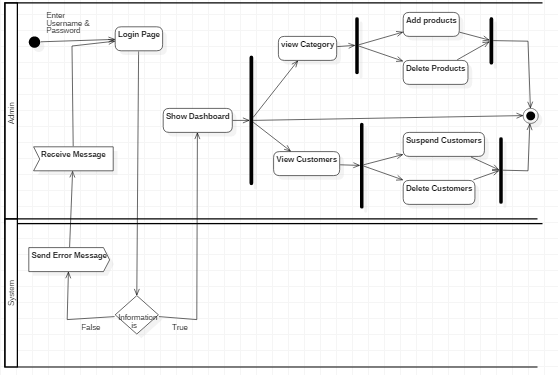 Enter
Username &
Password
Login Page
Add products
view Category
Delete Products
Admin
Show Dashboard
Receive Message
View Customers
Suspend Customers
Delete Customers
Send Error Message
System
Information
is
False
True